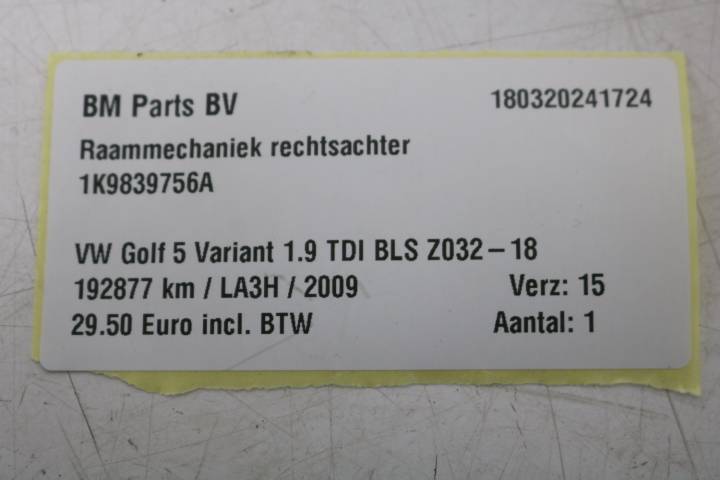 BM Parts BV 180320241724
Raammechaniek rechtsachter
1K9839756A
VW Golf 5 Variant 1.9 TDI BLS Z032-18
192877 km / LA3H / 2009 Verz: 15
29.50 Euro incl. BTW Aantal: 1